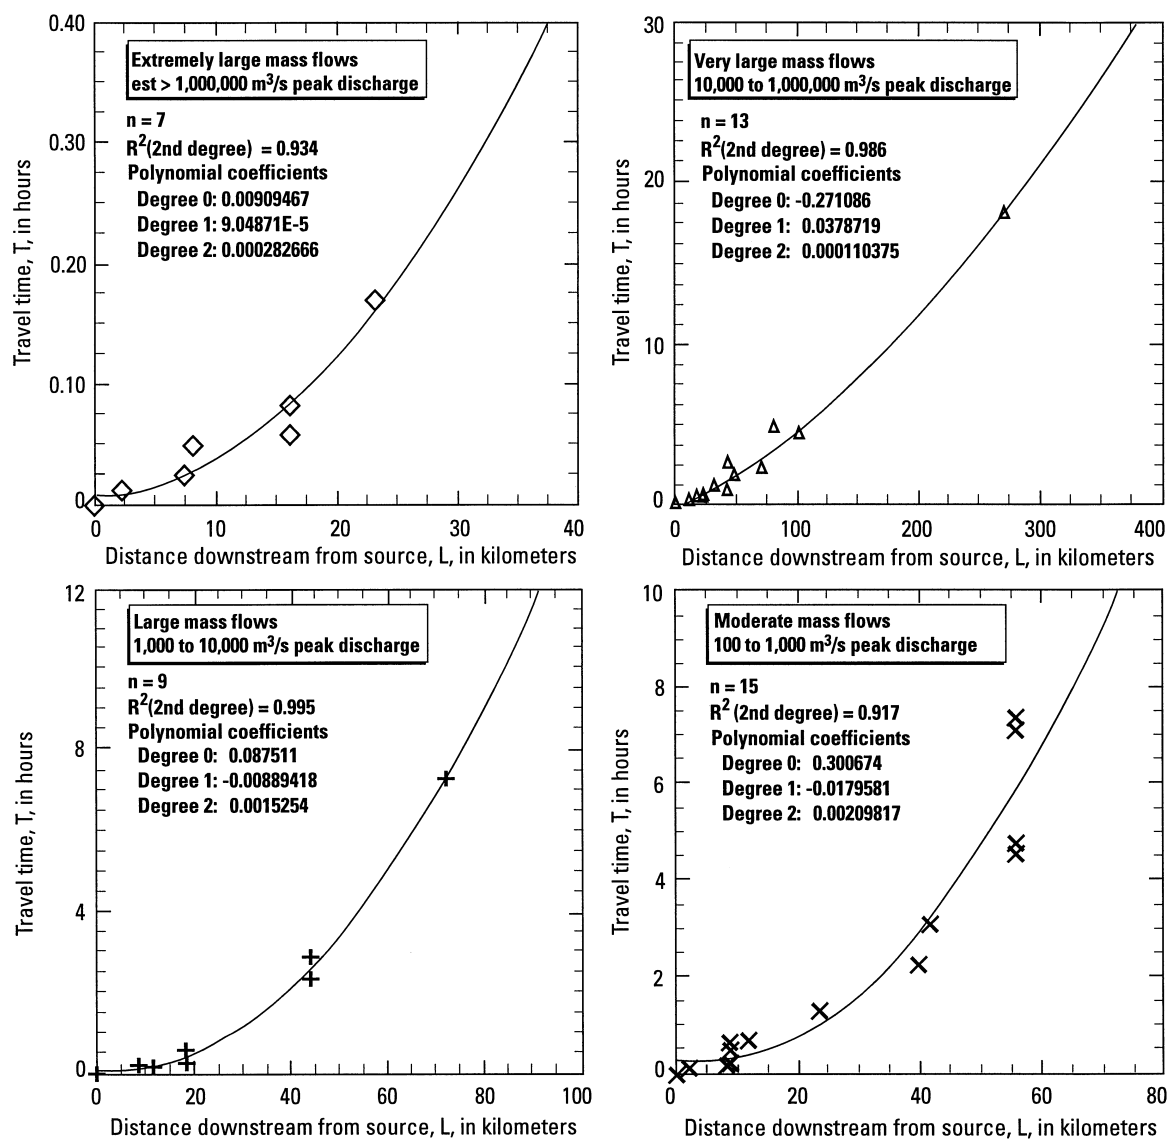 0.40
0.30
0.20
0.10
0
Travel time, T, in hours
Extremely large mass flows
est > 1,000,000 m³/s peak discharge
n = 7
R²(2nd degree) = 0.934
Polynomial coefficients
Degree 0: 0.00909467
Degree 1: 9.04871E-5
Degree 2: 0.000282666
0 10 20 30 40
Distance downstream from source, L, in kilometers
30
20
10
0
Travel time, T, in hours
Very large mass flows
10,000 to 1,000,000 m³/s peak discharge
n = 13
R²(2nd degree) = 0.986
Polynomial coefficients
Degree 0: -0.271086
Degree 1: 0.0378719
Degree 2: 0.000110375
0 100 200 300 400
Distance downstream from source, L, in kilometers
12
8
4
0
Travel time, T, in hours
Large mass flows
1,000 to 10,000 m³/s peak discharge
n = 9
R²(2nd degree) = 0.995
Polynomial coefficients
Degree 0: 0.087511
Degree 1: -0.00889418
Degree 2: 0.0015254
0 20 40 60 80 100
Distance downstream from source, L, in kilometers
10
8
6
4
2
0
Travel time, T, in hours
Moderate mass flows
100 to 1,000 m³/s peak discharge
n = 15
R² (2nd degree) = 0.917
Polynomial coefficients
Degree 0: 0.300674
Degree 1: -0.0179581
Degree 2: 0.00209817
0 20 40 60 80
Distance downstream from source, L, in kilometers